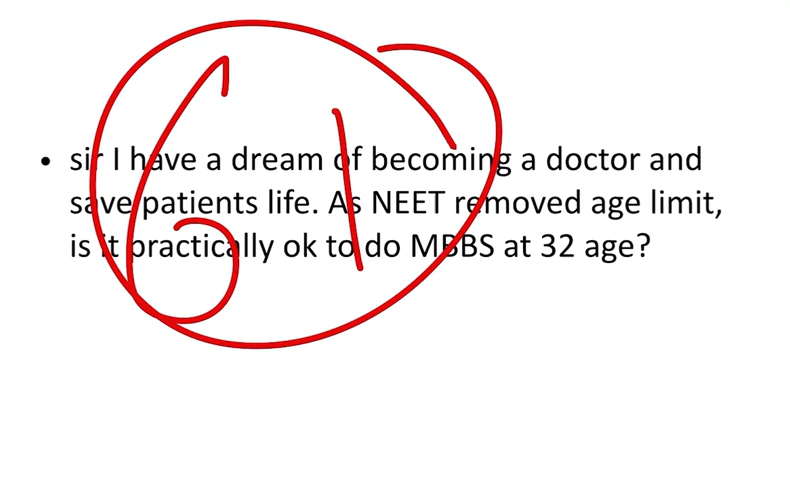 61
• sir I have a dream of becoming a doctor and
save patients life. As NEET removed age limit,
is it practically ok to do MBBS at 32 age?